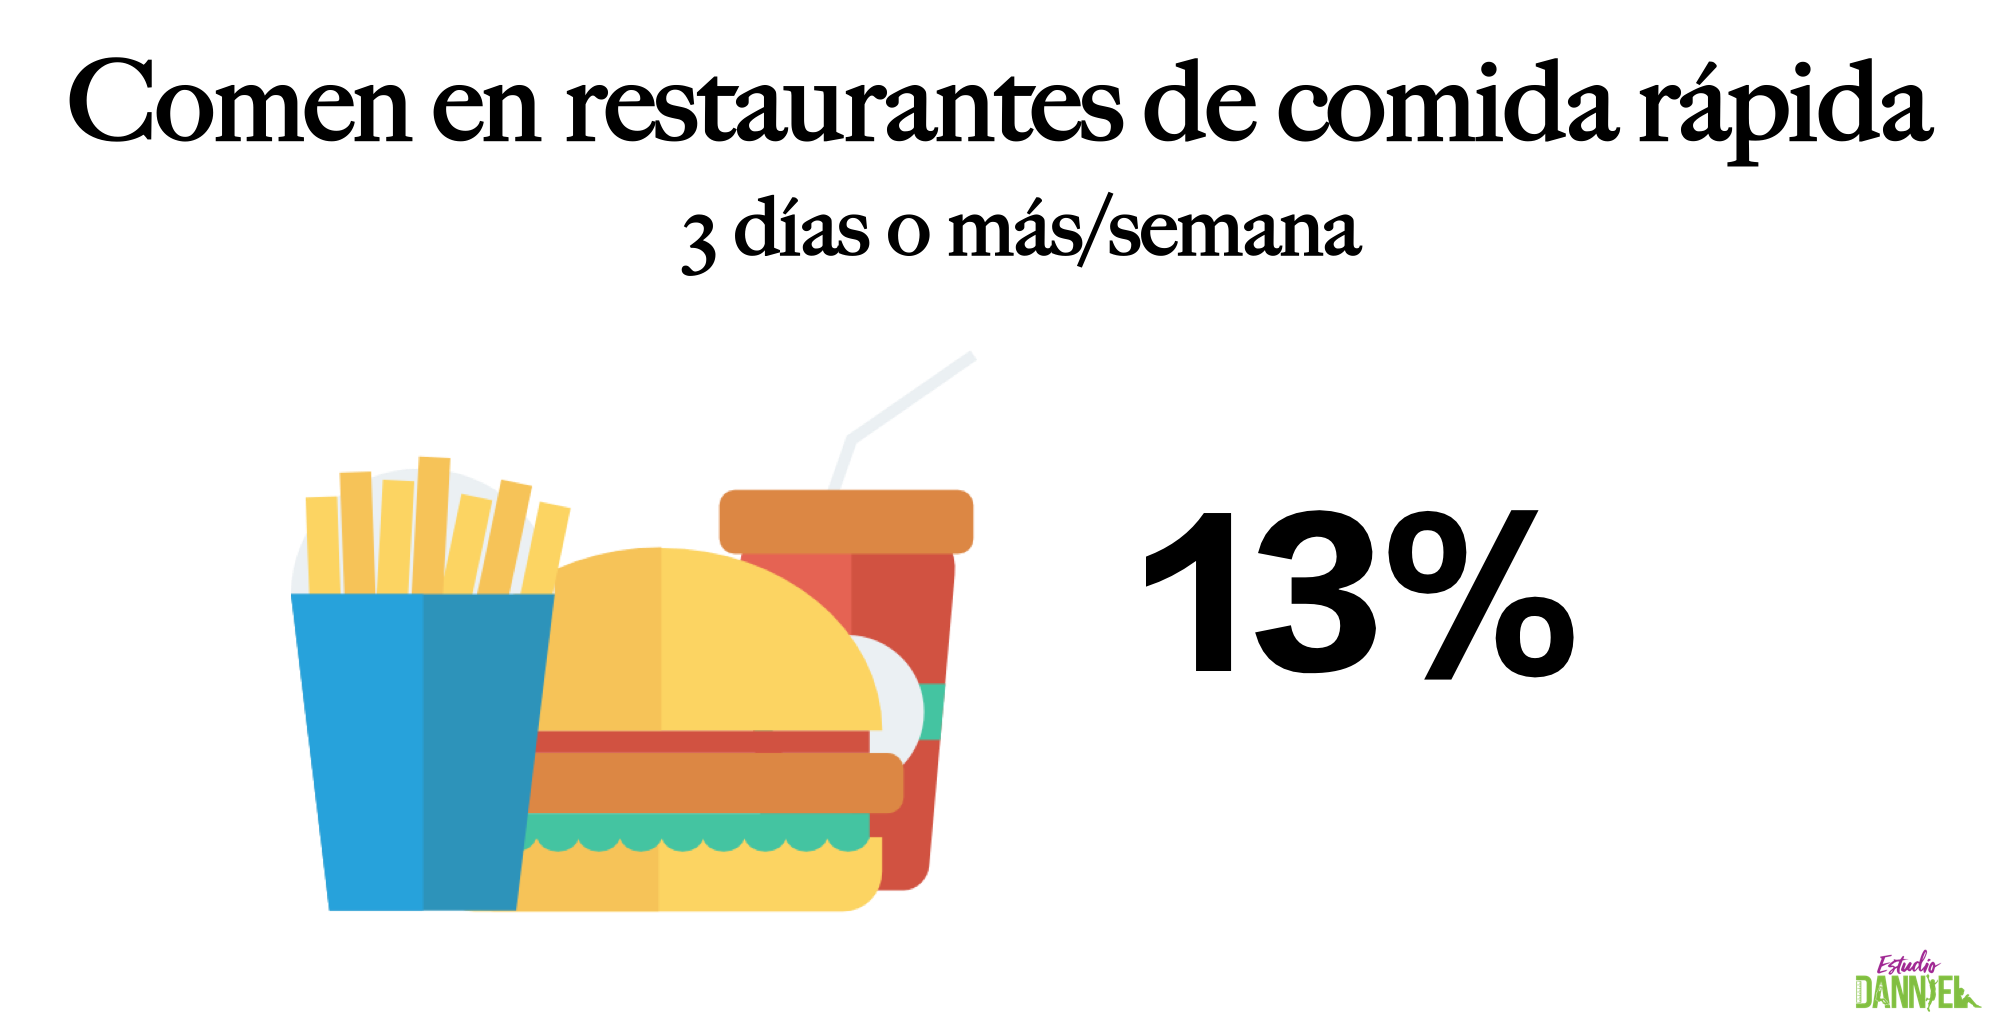 Comen en restaurantes de comida rápida
3 días o más/semana
13%
Estudio
DANNIEL